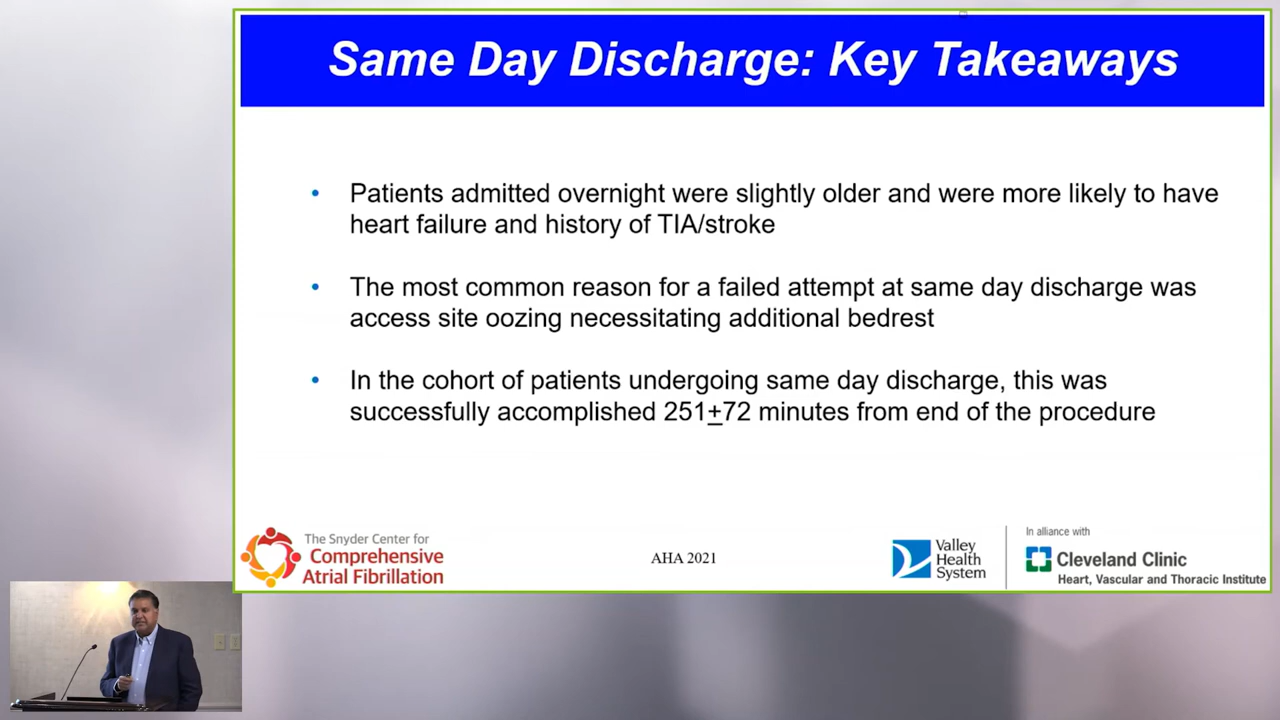 Same Day Discharge: Key Takeaways
• Patients admitted overnight were slightly older and were more likely to have
heart failure and history of TIA/stroke
• The most common reason for a failed attempt at same day discharge was
access site oozing necessitating additional bedrest
• In the cohort of patients undergoing same day discharge, this was
successfully accomplished 251+72 minutes from end of the procedure
The Snyder Center for
Comprehensive
Atrial Fibrillation
AHA 2021
Valley
Health
System
In alliance with
Cleveland Clinic
Heart, Vascular and Thoracic Institute